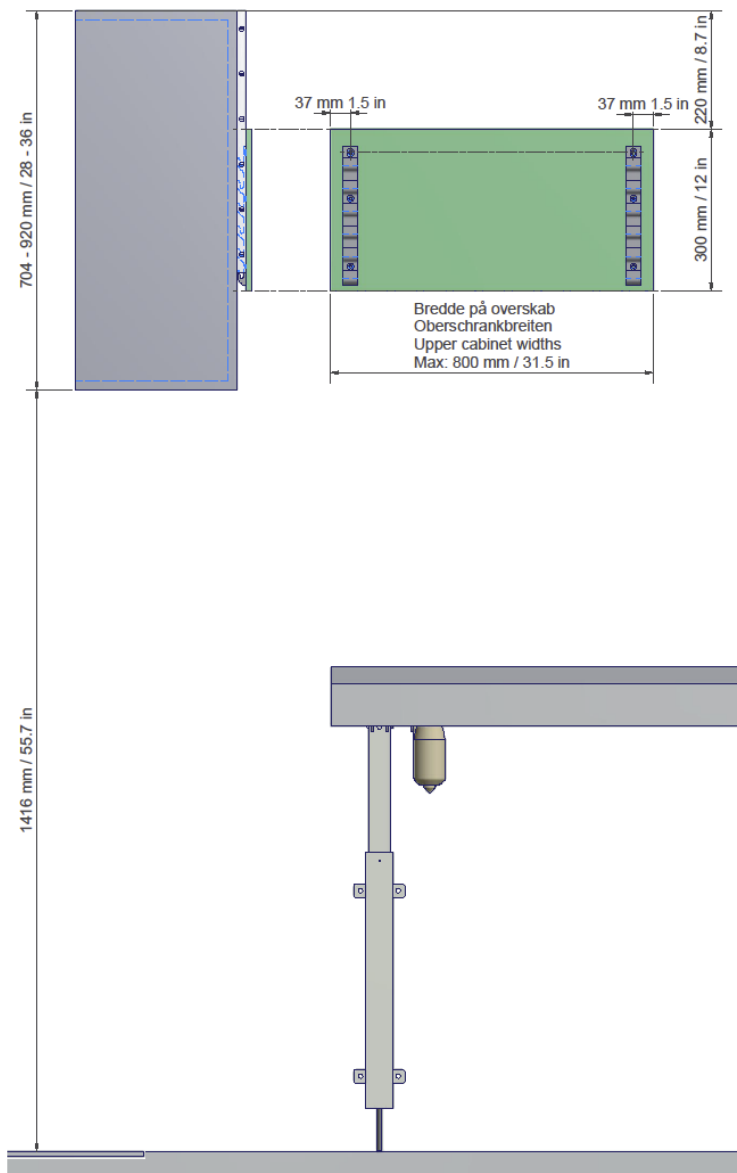 220 mm / 8.7 in
37 mm 1.5 in
37 mm 1.5 in
704 - 920 mm / 28 - 36 in
300 mm / 12 in
Bredde på overskab
Oberschrankbreiten
Upper cabinet widths
Max: 800 mm / 31.5 in
1416 mm / 55.7 in